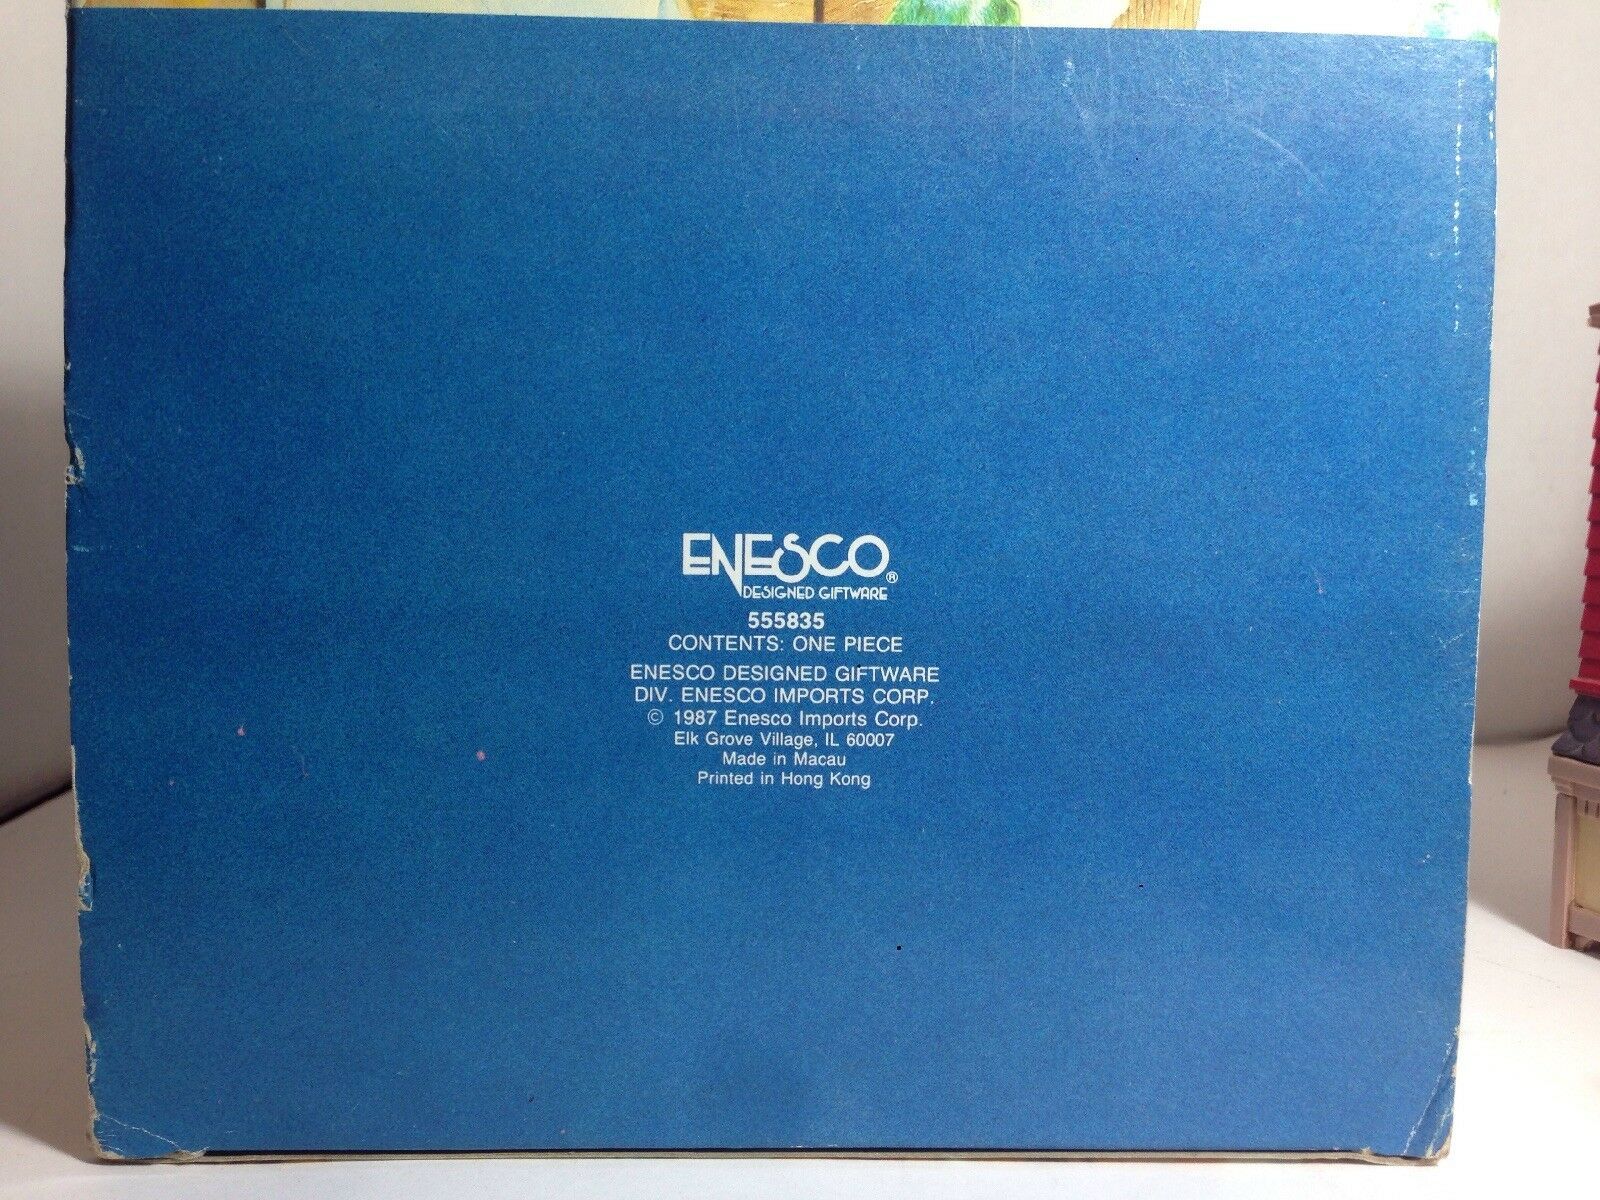 ENESCO®
DESIGNED GIFTWARE
555835
CONTENTS: ONE PIECE
ENESCO DESIGNED GIFTWARE
DIV. ENESCO IMPORTS CORP.
© 1987 Enesco Imports Corp.
Elk Grove Village, IL 60007
Made in Macau
Printed in Hong Kong